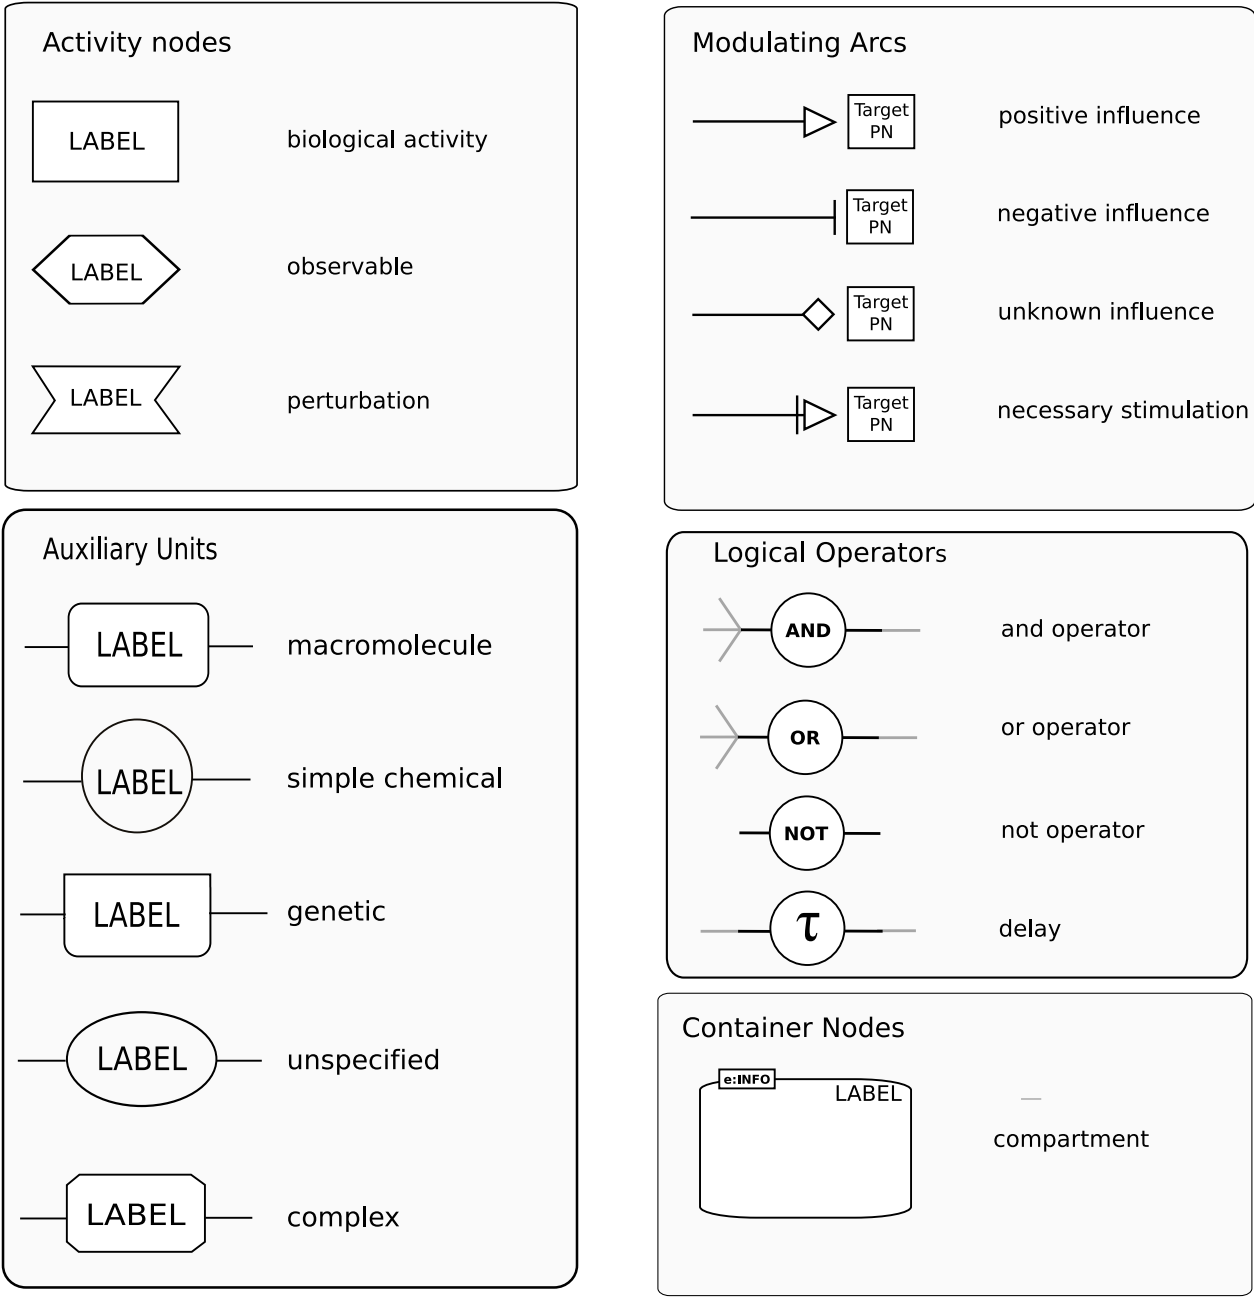 Activity nodes
LABEL
biological activity
LABEL
observable
LABEL
perturbation
Modulating Arcs
Target
PN
positive influence
Target
PN
negative influence
Target
PN
unknown influence
Target
PN
necessary stimulation
Auxiliary Units
LABEL
macromolecule
LABEL
simple chemical
LABEL
genetic
LABEL
unspecified
LABEL
complex
Logical Operators
AND
and operator
OR
or operator
NOT
not operator
τ
delay
Container Nodes
e:INFO
LABEL
compartment